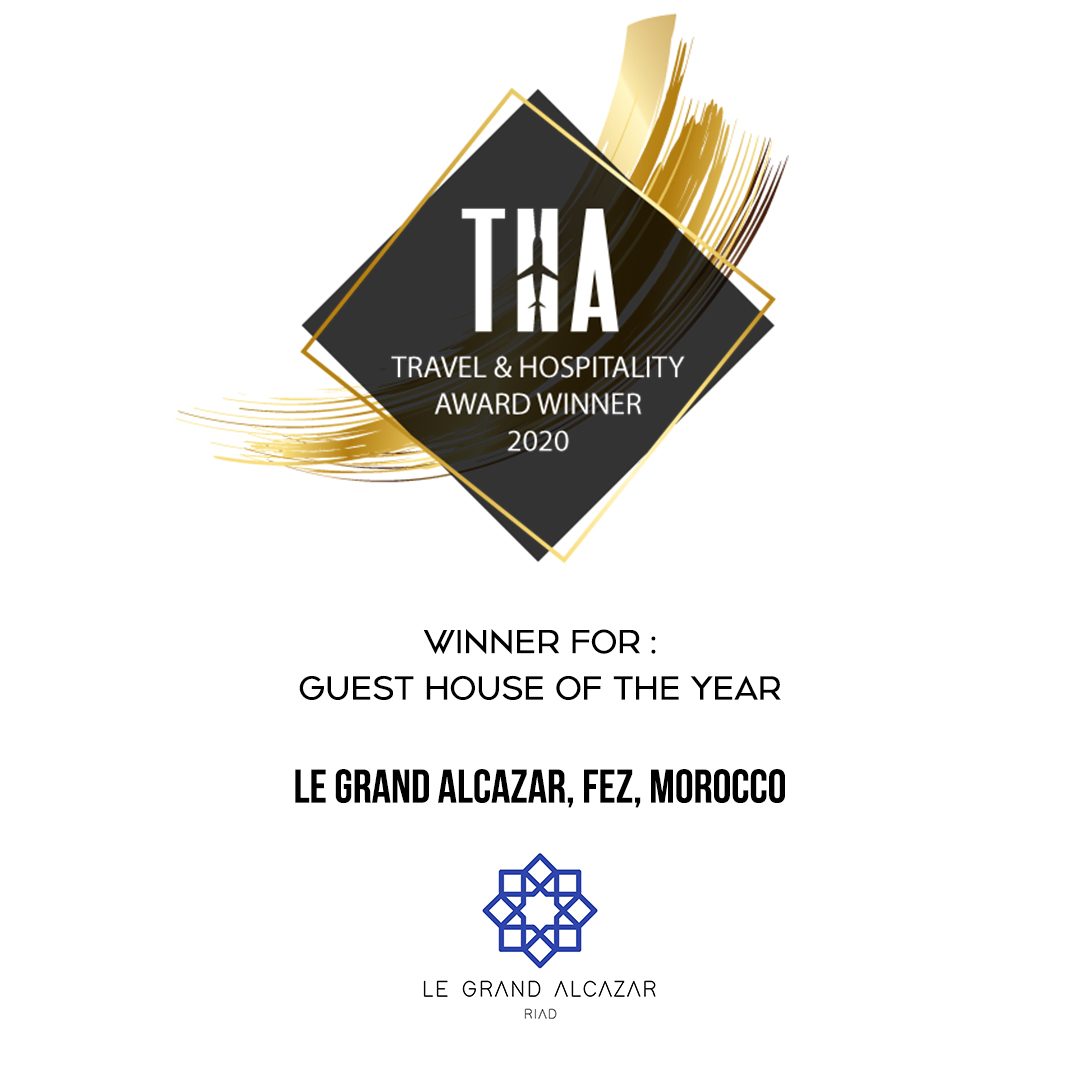 THA
TRAVEL & HOSPITALITY
AWARD WINNER
2020
WINNER FOR :
GUEST HOUSE OF THE YEAR
LE GRAND ALCAZAR, FEZ, MOROCCO
LE GRAND ALCAZAR
RIAD